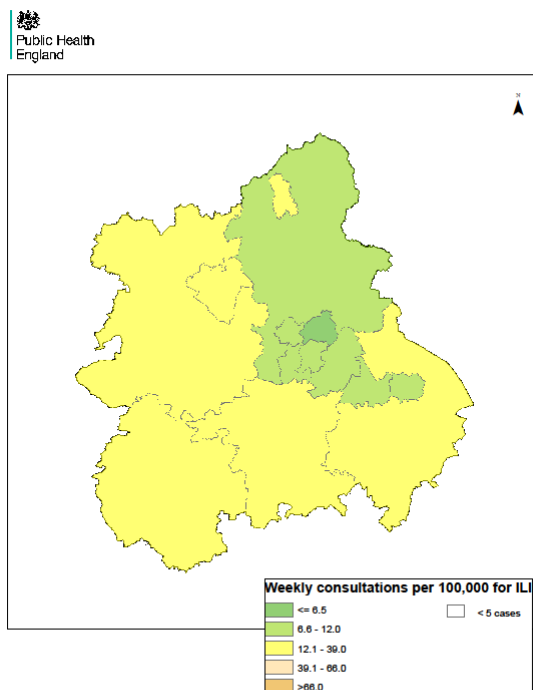 Public Health
England
N
Weekly consultations per 100,000 for ILI
<= 6.5
< 5 cases
6.6 - 12.0
12.1 - 39.0
39.1 - 66.0
>66.0